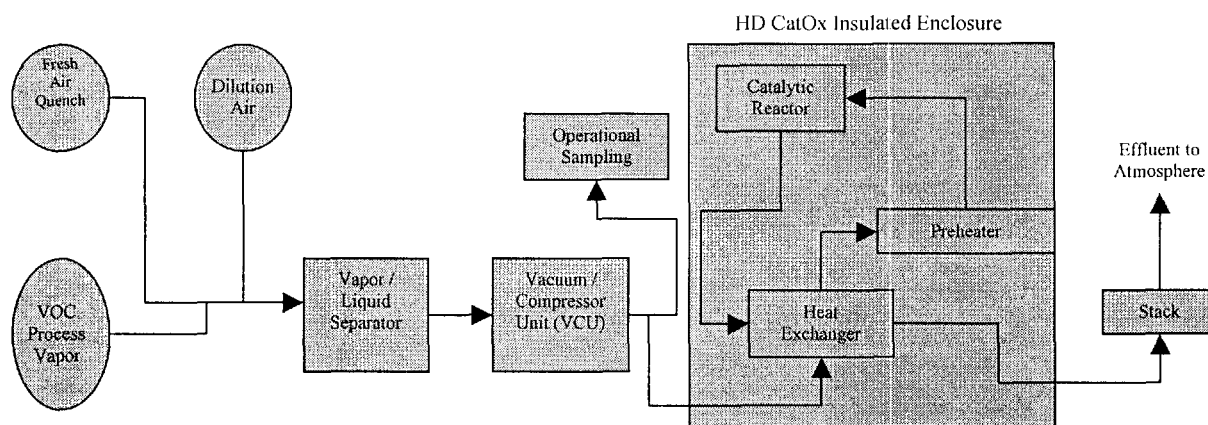 HD CatOx Insulated Enclosure
Fresh
Air
Quench
Dilution
Air
Catalytic
Reactor
Operational
Sampling
Effluent to
Atmosphere
Preheater
VOC
Process
Vapor
Vapor /
Liquid
Separator
Vacuum /
Compressor
Unit (VCU)
Heat
Exchanger
Stack